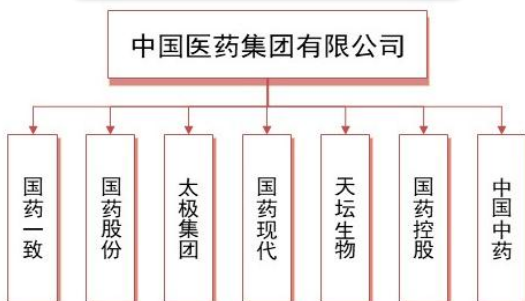 中国医药集团有限公司
国药一致
国药股份
太极集团
国药现代
天坛生物
国药控股
中国中药